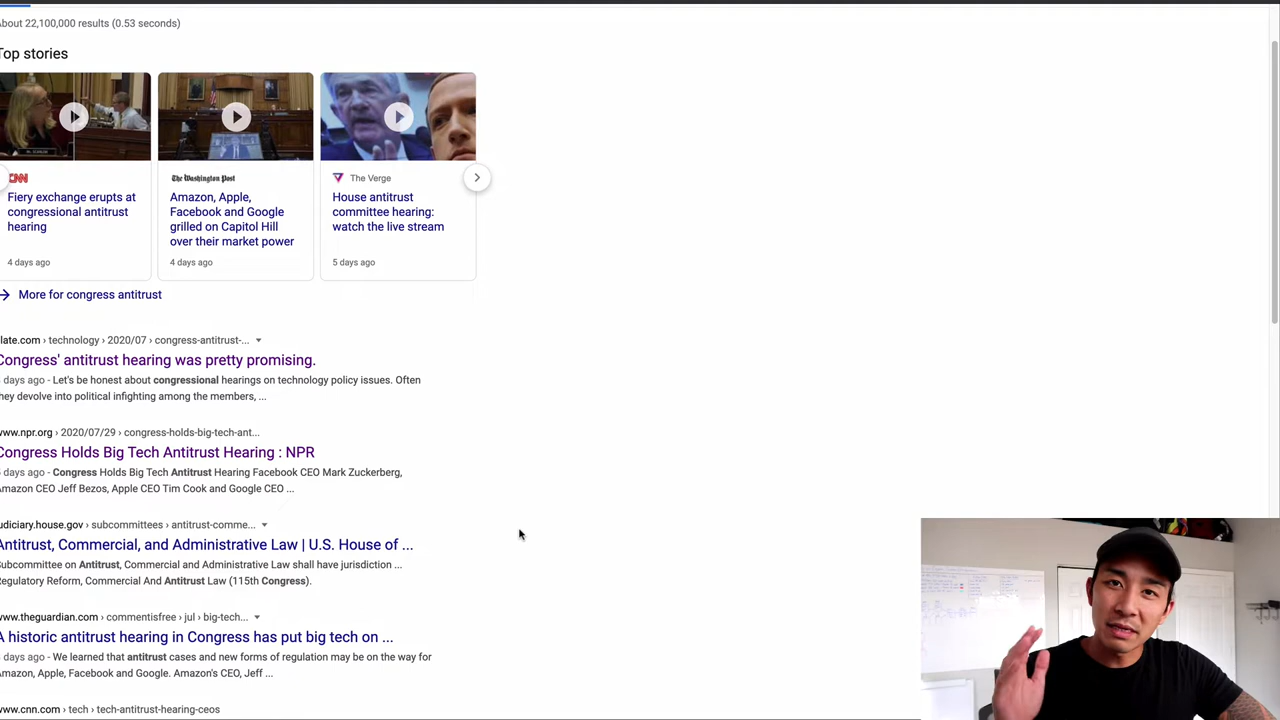 About 22,100,000 results (0.53 seconds)
Top stories
CNN
Fiery exchange erupts at
congressional antitrust
hearing
4 days ago
The Washington Post
Amazon, Apple,
Facebook and Google
grilled on Capitol Hill
over their market power
4 days ago
The Verge
House antitrust
committee hearing:
watch the live stream
5 days ago
More for congress antitrust
late.com › technology › 2020/07 › congress-antitrust-...
Congress' antitrust hearing was pretty promising.
days ago - Let's be honest about congressional hearings on technology policy issues. Often
they devolve into political infighting among the members, ...
www.npr.org › 2020/07/29 › congress-holds-big-tech-ant...
Congress Holds Big Tech Antitrust Hearing : NPR
days ago - Congress Holds Big Tech Antitrust Hearing Facebook CEO Mark Zuckerberg,
Amazon CEO Jeff Bezos, Apple CEO Tim Cook and Google CEO ...
udiciary.house.gov › subcommittees › antitrust-comme...
Antitrust, Commercial, and Administrative Law | U.S. House of ...
Subcommittee on Antitrust, Commercial and Administrative Law shall have jurisdiction ...
Regulatory Reform, Commercial And Antitrust Law (115th Congress).
www.theguardian.com › commentisfree › jul › big-tech...
A historic antitrust hearing in Congress has put big tech on ...
days ago - We learned that antitrust cases and new forms of regulation may be on the way for
Amazon, Apple, Facebook and Google. Amazon's CEO, Jeff ...
www.cnn.com › tech › tech-antitrust-hearing-ceos